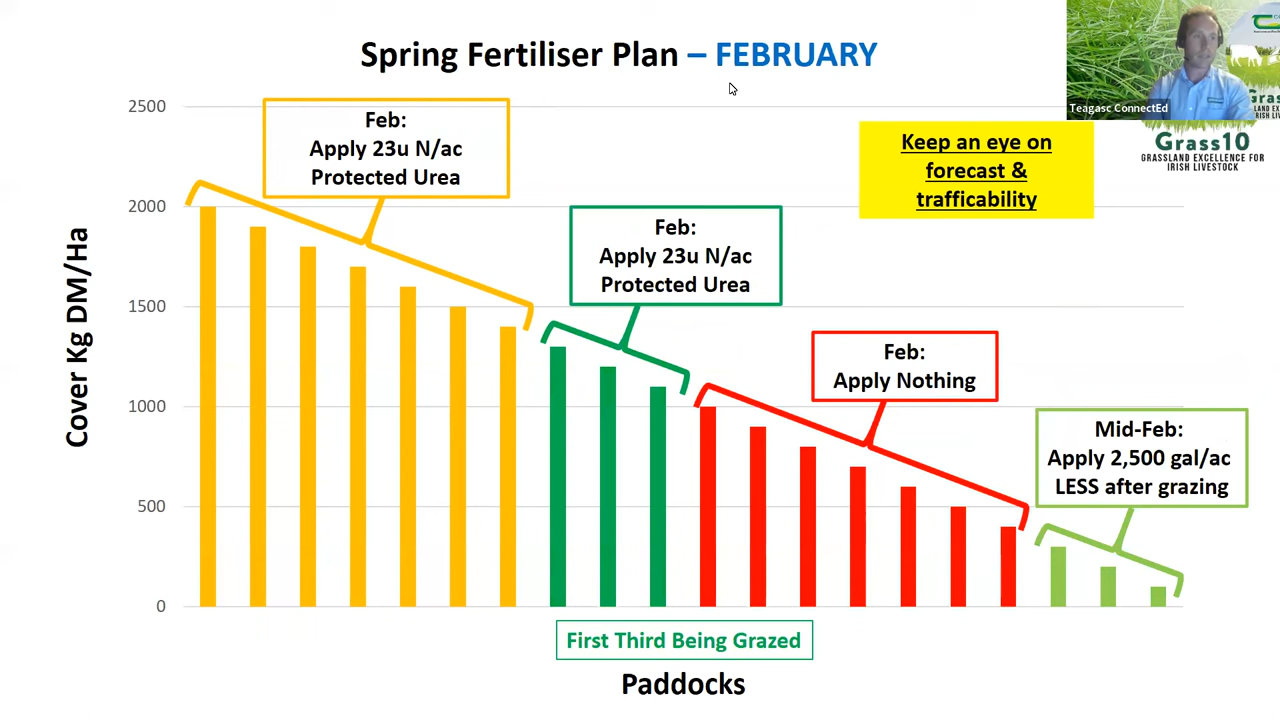 Spring Fertiliser Plan – FEBRUARY
Teagasc ConnectEd
Grass10
GRASSLAND EXCELLENCE FOR
IRISH LIVESTOCK
Keep an eye on
forecast &
trafficability
Feb:
Apply 23u N/ac
Protected Urea
Feb:
Apply 23u N/ac
Protected Urea
Feb:
Apply Nothing
Mid-Feb:
Apply 2,500 gal/ac
LESS after grazing
Cover Kg DM/Ha
2500
2000
1500
1000
500
0
First Third Being Grazed
Paddocks